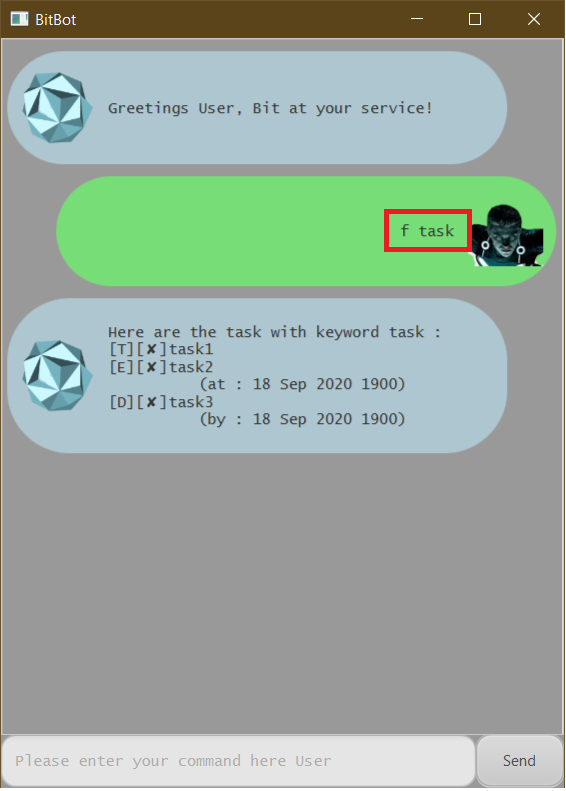 BitBot
Greetings User, Bit at your service!
f task
Here are the task with keyword task :
[T][✘]task1
[E][✘]task2
(at : 18 Sep 2020 1900)
[D][✘]task3
(by : 18 Sep 2020 1900)
Please enter your command here User
Send